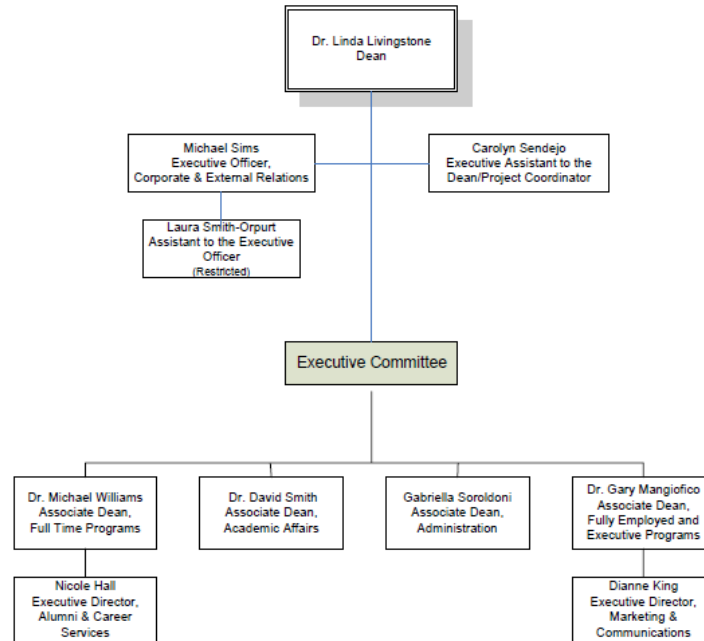 Dr. Linda Livingstone
Dean
Michael Sims
Executive Officer,
Corporate & External Relations
Carolyn Sendejo
Executive Assistant to the
Dean/Project Coordinator
Laura Smith-Orpurt
Assistant to the Executive
Officer
(Restricted)
Executive Committee
Dr. Michael Williams
Associate Dean,
Full Time Programs
Dr. David Smith
Associate Dean,
Academic Affairs
Gabriella Soroldoni
Associate Dean,
Administration
Dr. Gary Mangiofico
Associate Dean,
Fully Employed and
Executive Programs
Nicole Hall
Executive Director,
Alumni & Career
Services
Dianne King
Executive Director,
Marketing &
Communications